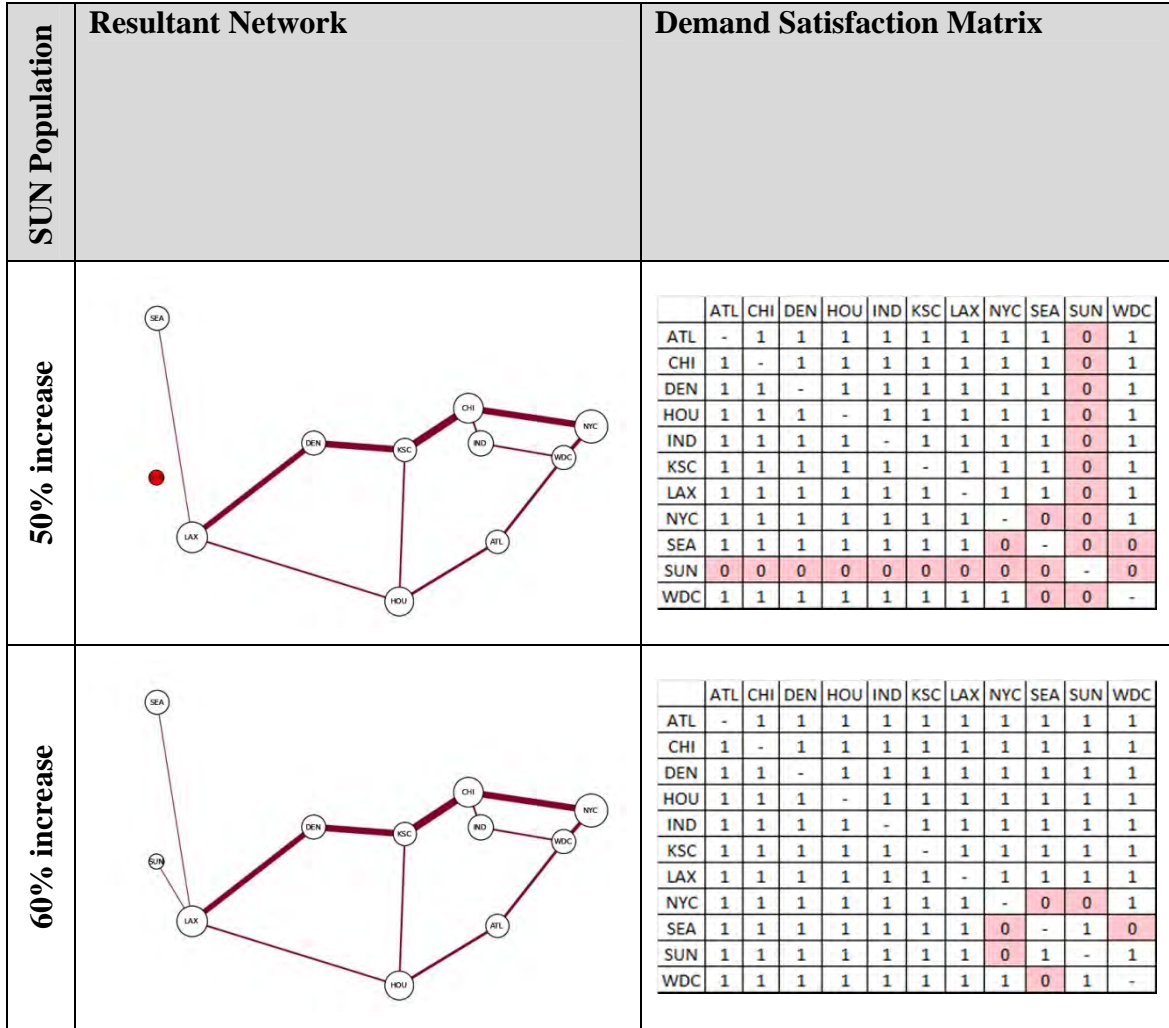 SUN Population
Resultant Network
Demand Satisfaction Matrix
50% increase
SEA
CHI
NYC
DEN
KSC
IND
WDC
LAX
ATL
HOU
ATL CHI DEN HOU IND KSC LAX NYC SEA SUN WDC
ATL - 1 1 1 1 1 1 1 1 0 1
CHI 1 - 1 1 1 1 1 1 1 0 1
DEN 1 1 - 1 1 1 1 1 1 0 1
HOU 1 1 1 - 1 1 1 1 1 0 1
IND 1 1 1 1 - 1 1 1 1 0 1
KSC 1 1 1 1 1 - 1 1 1 0 1
LAX 1 1 1 1 1 1 - 1 1 0 1
NYC 1 1 1 1 1 1 1 - 0 0 1
SEA 1 1 1 1 1 1 1 0 - 0 0
SUN 0 0 0 0 0 0 0 0 0 - 0
WDC 1 1 1 1 1 1 1 1 0 0 -
60% increase
SEA
CHI
NYC
DEN
KSC
IND
WDC
SUN
LAX
ATL
HOU
ATL CHI DEN HOU IND KSC LAX NYC SEA SUN WDC
ATL - 1 1 1 1 1 1 1 1 1 1
CHI 1 - 1 1 1 1 1 1 1 1 1
DEN 1 1 - 1 1 1 1 1 1 1 1
HOU 1 1 1 - 1 1 1 1 1 1 1
IND 1 1 1 1 - 1 1 1 1 1 1
KSC 1 1 1 1 1 - 1 1 1 1 1
LAX 1 1 1 1 1 1 - 1 1 1 1
NYC 1 1 1 1 1 1 1 - 0 0 1
SEA 1 1 1 1 1 1 1 0 - 1 0
SUN 1 1 1 1 1 1 1 0 1 - 1
WDC 1 1 1 1 1 1 1 1 0 1 -